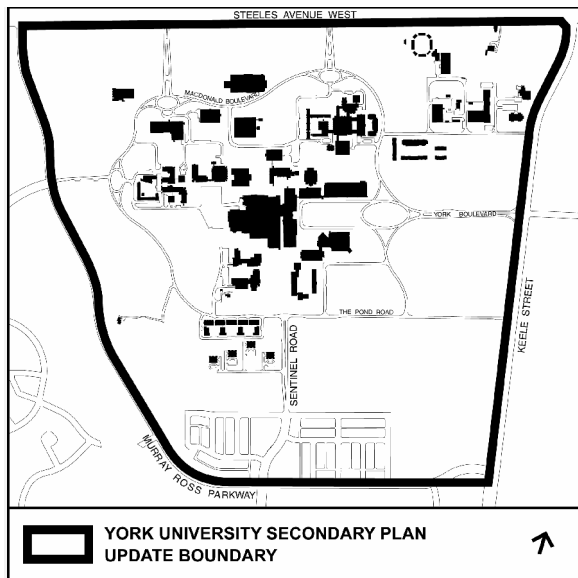 STEELES AVENUE WEST
MACDONALD BOULEVARD
YORK BOULEVARD
KEELE STREET
THE POND ROAD
SENTINEL ROAD
MURRAY ROSS PARKWAY
YORK UNIVERSITY SECONDARY PLAN
UPDATE BOUNDARY